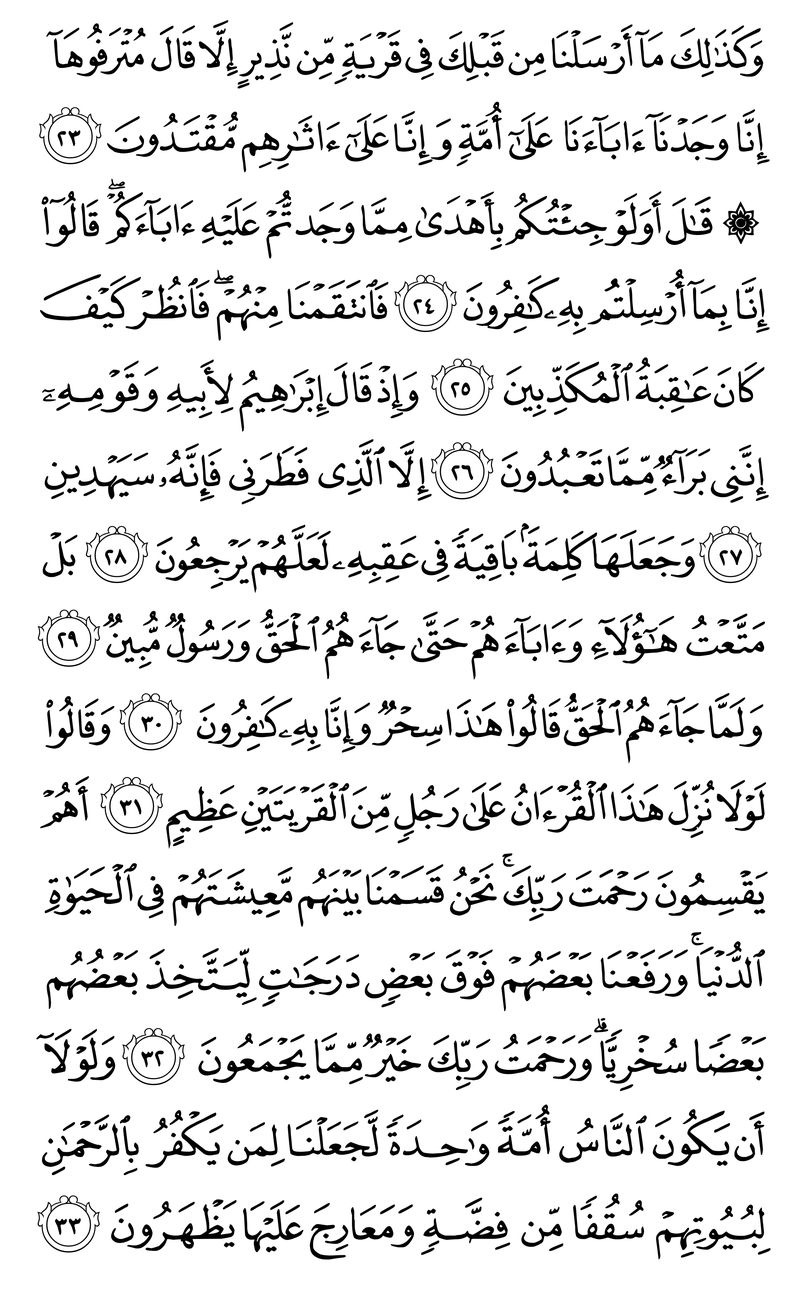 وَكَذَٰلِكَ مَآ أَرْسَلْنَا مِن قَبْلِكَ فِى قَرْيَةٍ مِّن نَّذِيرٍ إِلَّا قَالَ مُتْرَفُوهَآ
إِنَّا وَجَدْنَآ ءَابَآءَنَا عَلَىٰٓ أُمَّةٍ وَإِنَّا عَلَىٰٓ ءَاثَـٰرِهِم مُّقْتَدُونَ ٢٣
۞ قَـٰلَ أَوَلَوْ جِئْتُكُم بِأَهْدَىٰ مِمَّا وَجَدتُّمْ عَلَيْهِ ءَابَآءَكُمْ ۖ قَالُوٓا۟
إِنَّا بِمَآ أُرْسِلْتُم بِهِۦ كَـٰفِرُونَ ٢٤ فَٱنتَقَمْنَا مِنْهُمْ ۖ فَٱنظُرْ كَيْفَ
كَانَ عَـٰقِبَةُ ٱلْمُكَذِّبِينَ ٢٥ وَإِذْ قَالَ إِبْرَٰهِيمُ لِأَبِيهِ وَقَوْمِهِۦٓ
إِنَّنِى بَرَآءٌ مِّمَّا تَعْبُدُونَ ٢٦ إِلَّا ٱلَّذِى فَطَرَنِى فَإِنَّهُۥ سَيَهْدِينِ
٢٧ وَجَعَلَهَا كَلِمَةًۢ بَاقِيَةً فِى عَقِبِهِۦ لَعَلَّهُمْ يَرْجِعُونَ ٢٨ بَلْ
مَتَّعْتُ هَـٰٓؤُلَآءِ وَءَابَآءَهُمْ حَتَّىٰ جَآءَهُمُ ٱلْحَقُّ وَرَسُولٌ مُّبِينٌ ٢٩
وَلَمَّا جَآءَهُمُ ٱلْحَقُّ قَالُوا۟ هَـٰذَا سِحْرٌ وَإِنَّا بِهِۦ كَـٰفِرُونَ ٣٠ وَقَالُوا۟
لَوْلَا نُزِّلَ هَـٰذَا ٱلْقُرْءَانُ عَلَىٰ رَجُلٍ مِّنَ ٱلْقَرْيَتَيْنِ عَظِيمٍ ٣١ أَهُمْ
يَقْسِمُونَ رَحْمَتَ رَبِّكَ ۚ نَحْنُ قَسَمْنَا بَيْنَهُم مَّعِيشَتَهُمْ فِى ٱلْحَيَوٰةِ
ٱلدُّنْيَا ۚ وَرَفَعْنَا بَعْضَهُمْ فَوْقَ بَعْضٍ دَرَجَـٰتٍ لِّيَتَّخِذَ بَعْضُهُم
بَعْضًا سُخْرِيًّا ۗ وَرَحْمَتُ رَبِّكَ خَيْرٌ مِّمَّا يَجْمَعُونَ ٣٢ وَلَوْلَآ
أَن يَكُونَ ٱلنَّاسُ أُمَّةً وَٰحِدَةً لَّجَعَلْنَا لِمَن يَكْفُرُ بِٱلرَّحْمَـٰنِ
لِبُيُوتِهِمْ سُقُفًا مِّن فِضَّةٍ وَمَعَارِجَ عَلَيْهَا يَظْهَرُونَ ٣٣